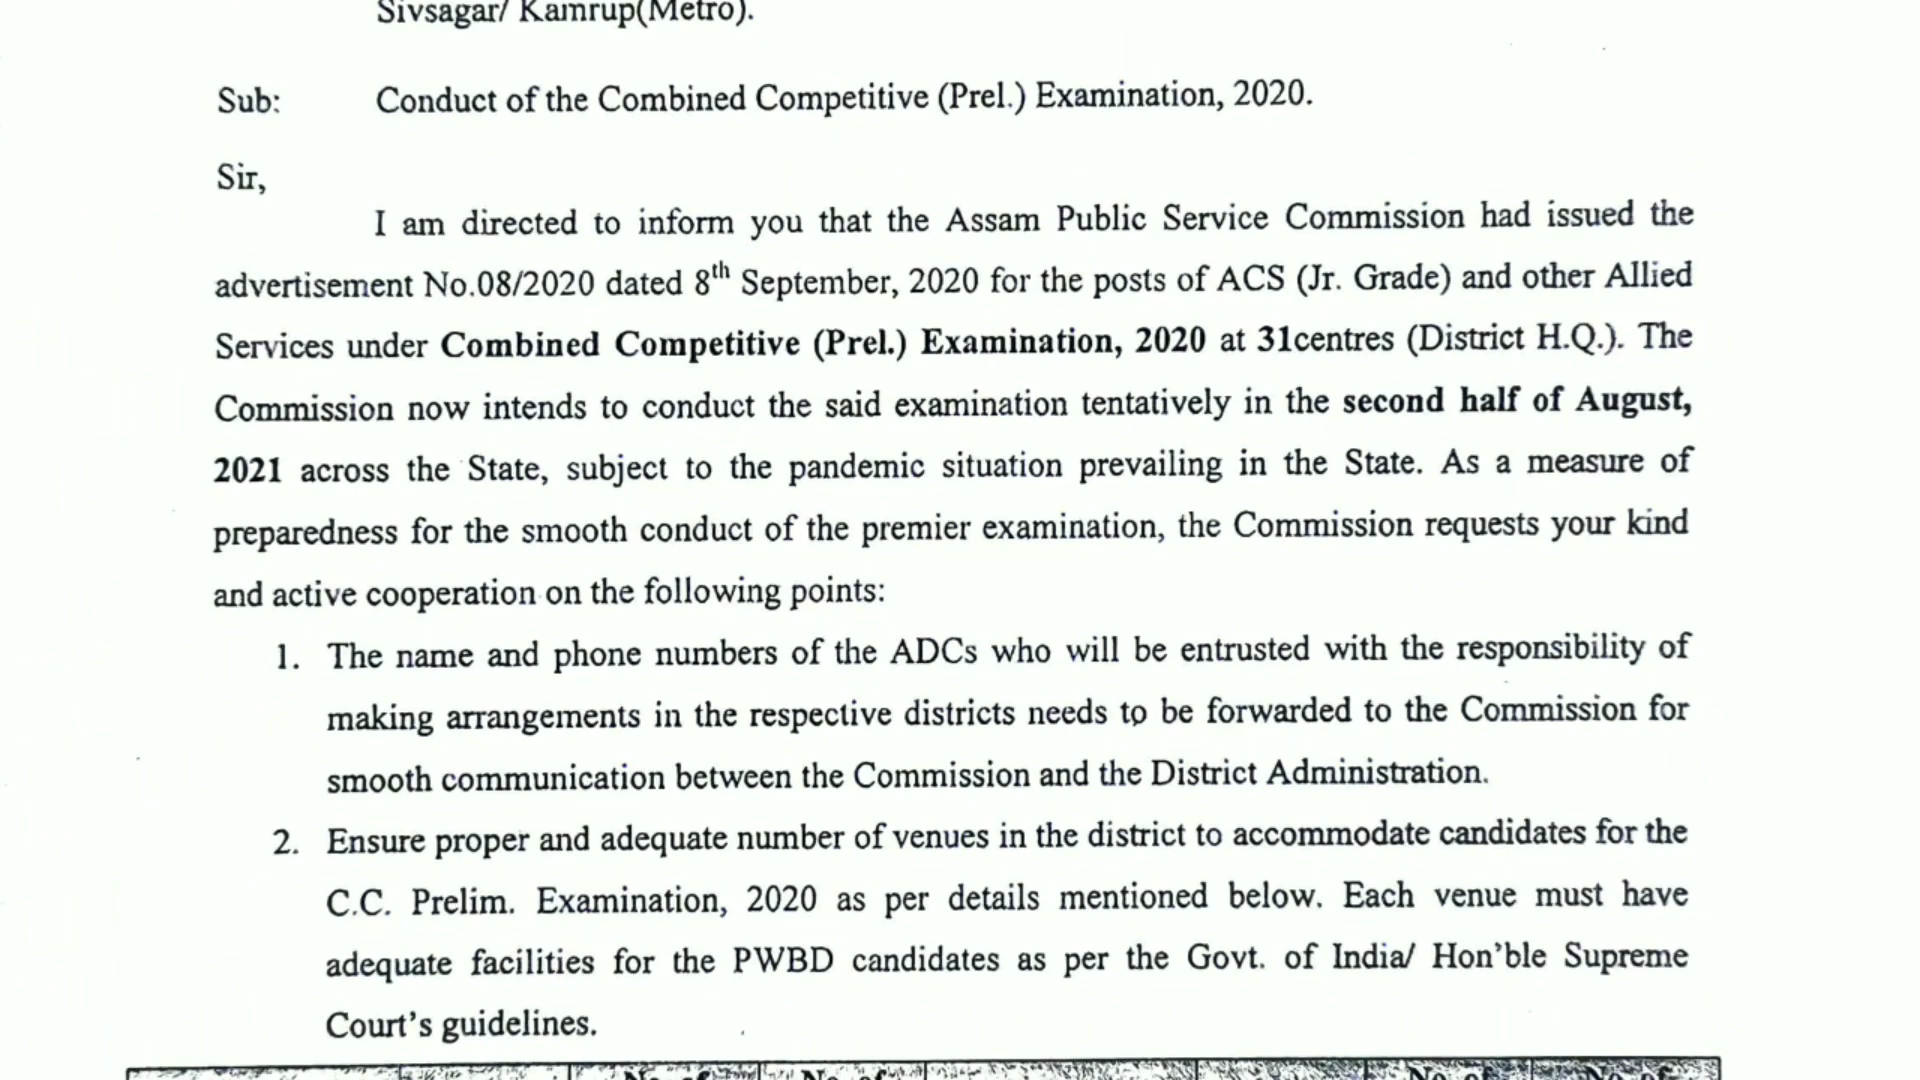 Sivsagar/ Kamrup(Metro).
Sub: Conduct of the Combined Competitive (Prel.) Examination, 2020.
Sir,
I am directed to inform you that the Assam Public Service Commission had issued the
advertisement No.08/2020 dated 8th September, 2020 for the posts of ACS (Jr. Grade) and other Allied
Services under Combined Competitive (Prel.) Examination, 2020 at 31centres (District H.Q.). The
Commission now intends to conduct the said examination tentatively in the second half of August,
2021 across the State, subject to the pandemic situation prevailing in the State. As a measure of
preparedness for the smooth conduct of the premier examination, the Commission requests your kind
and active cooperation on the following points:
1. The name and phone numbers of the ADCs who will be entrusted with the responsibility of
making arrangements in the respective districts needs to be forwarded to the Commission for
smooth communication between the Commission and the District Administration.
2. Ensure proper and adequate number of venues in the district to accommodate candidates for the
C.C. Prelim. Examination, 2020 as per details mentioned below. Each venue must have
adequate facilities for the PWBD candidates as per the Govt. of India/ Hon'ble Supreme
Court's guidelines.
No. of No. of No. of No. of